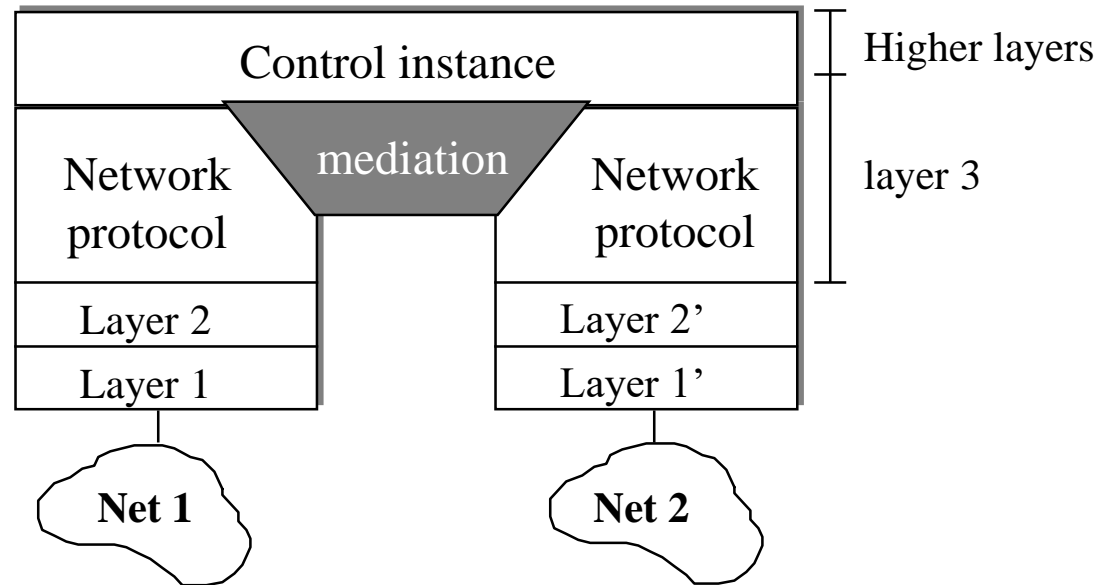 Control instance
Higher layers
mediation
Network
protocol
Network
protocol
layer 3
Layer 2
Layer 2’
Layer 1
Layer 1’
Net 1
Net 2